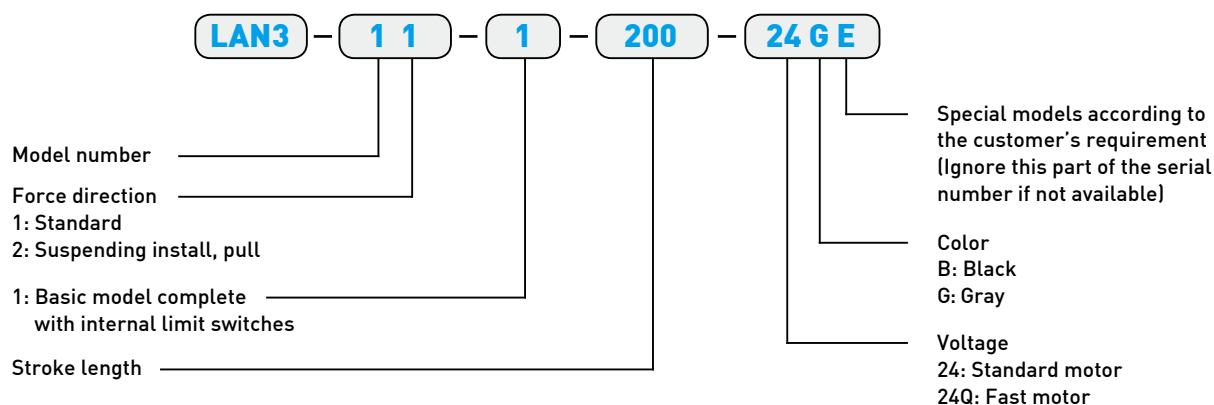 LAN3 – 1 1 – 1 – 200 – 24 G E
Model number
Force direction
1: Standard
2: Suspending install, pull
1: Basic model complete
with internal limit switches
Stroke length
Special models according to
the customer’s requirement
(Ignore this part of the serial
number if not available)
Color
B: Black
G: Gray
Voltage
24: Standard motor
24Q: Fast motor